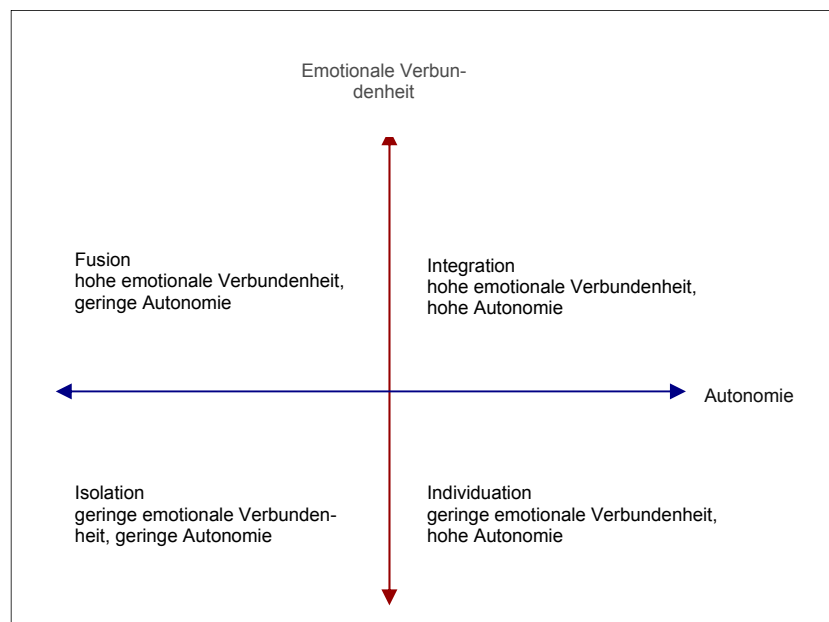 Emotionale Verbun-
denheit
Fusion
hohe emotionale Verbundenheit,
geringe Autonomie
Integration
hohe emotionale Verbundenheit,
hohe Autonomie
Autonomie
Isolation
geringe emotionale Verbunden-
heit, geringe Autonomie
Individuation
geringe emotionale Verbundenheit,
hohe Autonomie